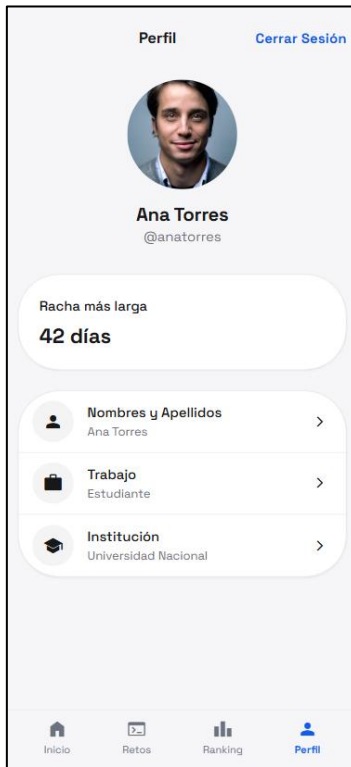 Perfil
Cerrar Sesión
Ana Torres
@anatorres
Racha más larga
42 días
Nombres y Apellidos
Ana Torres
Trabajo
Estudiante
Institución
Universidad Nacional
Inicio
Retos
Ranking
Perfil